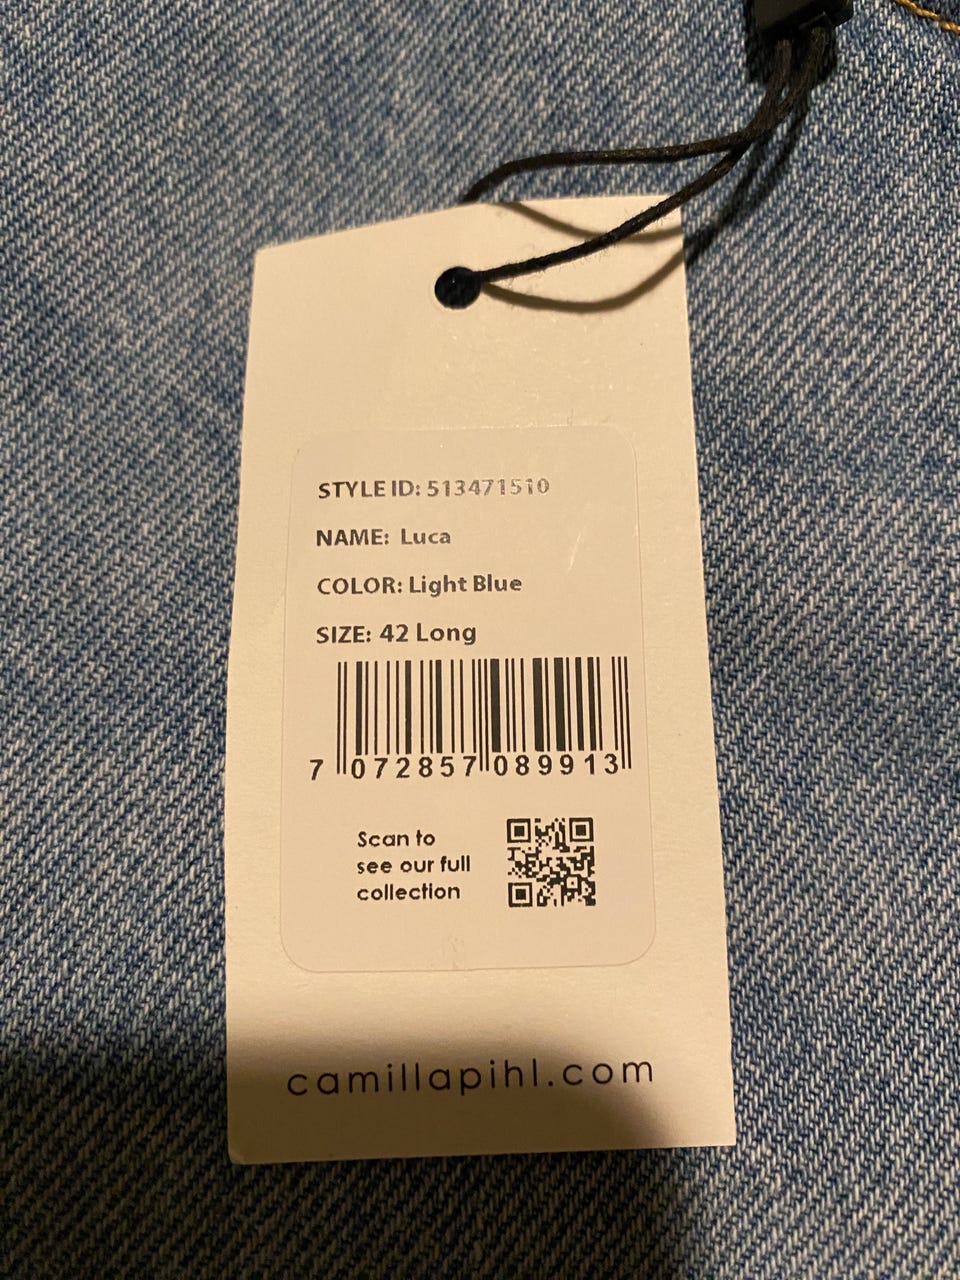 STYLE ID: 513471510
NAME: Luca
COLOR: Light Blue
SIZE: 42 Long
7 072857 089913
Scan to
see our full
collection
camillapihl.com